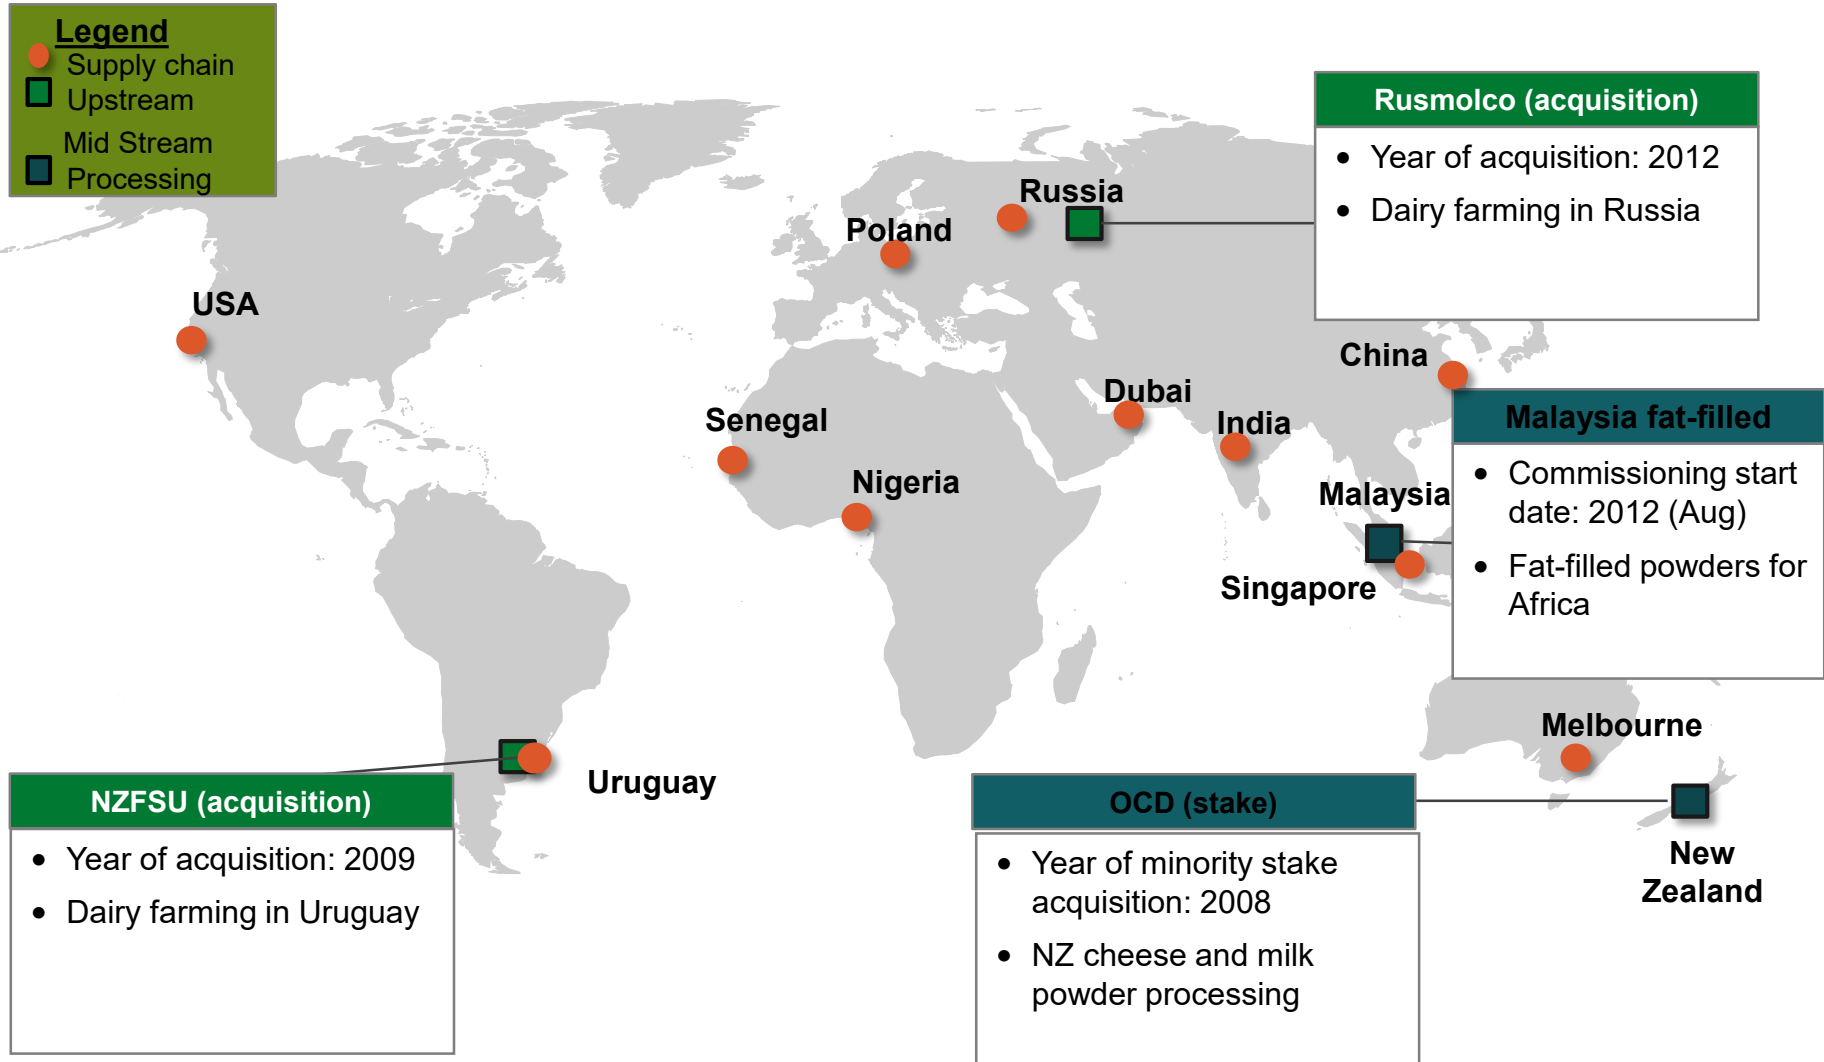 Legend
Supply chain
Upstream
Mid Stream
Processing
Rusmolco (acquisition)
• Year of acquisition: 2012
• Dairy farming in Russia
Russia
Poland
USA
China
Dubai
Senegal
India
Nigeria
Malaysia
Singapore
Malaysia fat-filled
• Commissioning start
date: 2012 (Aug)
• Fat-filled powders for
Africa
Melbourne
Uruguay
New
Zealand
NZFSU (acquisition)
• Year of acquisition: 2009
• Dairy farming in Uruguay
OCD (stake)
• Year of minority stake
acquisition: 2008
• NZ cheese and milk
powder processing